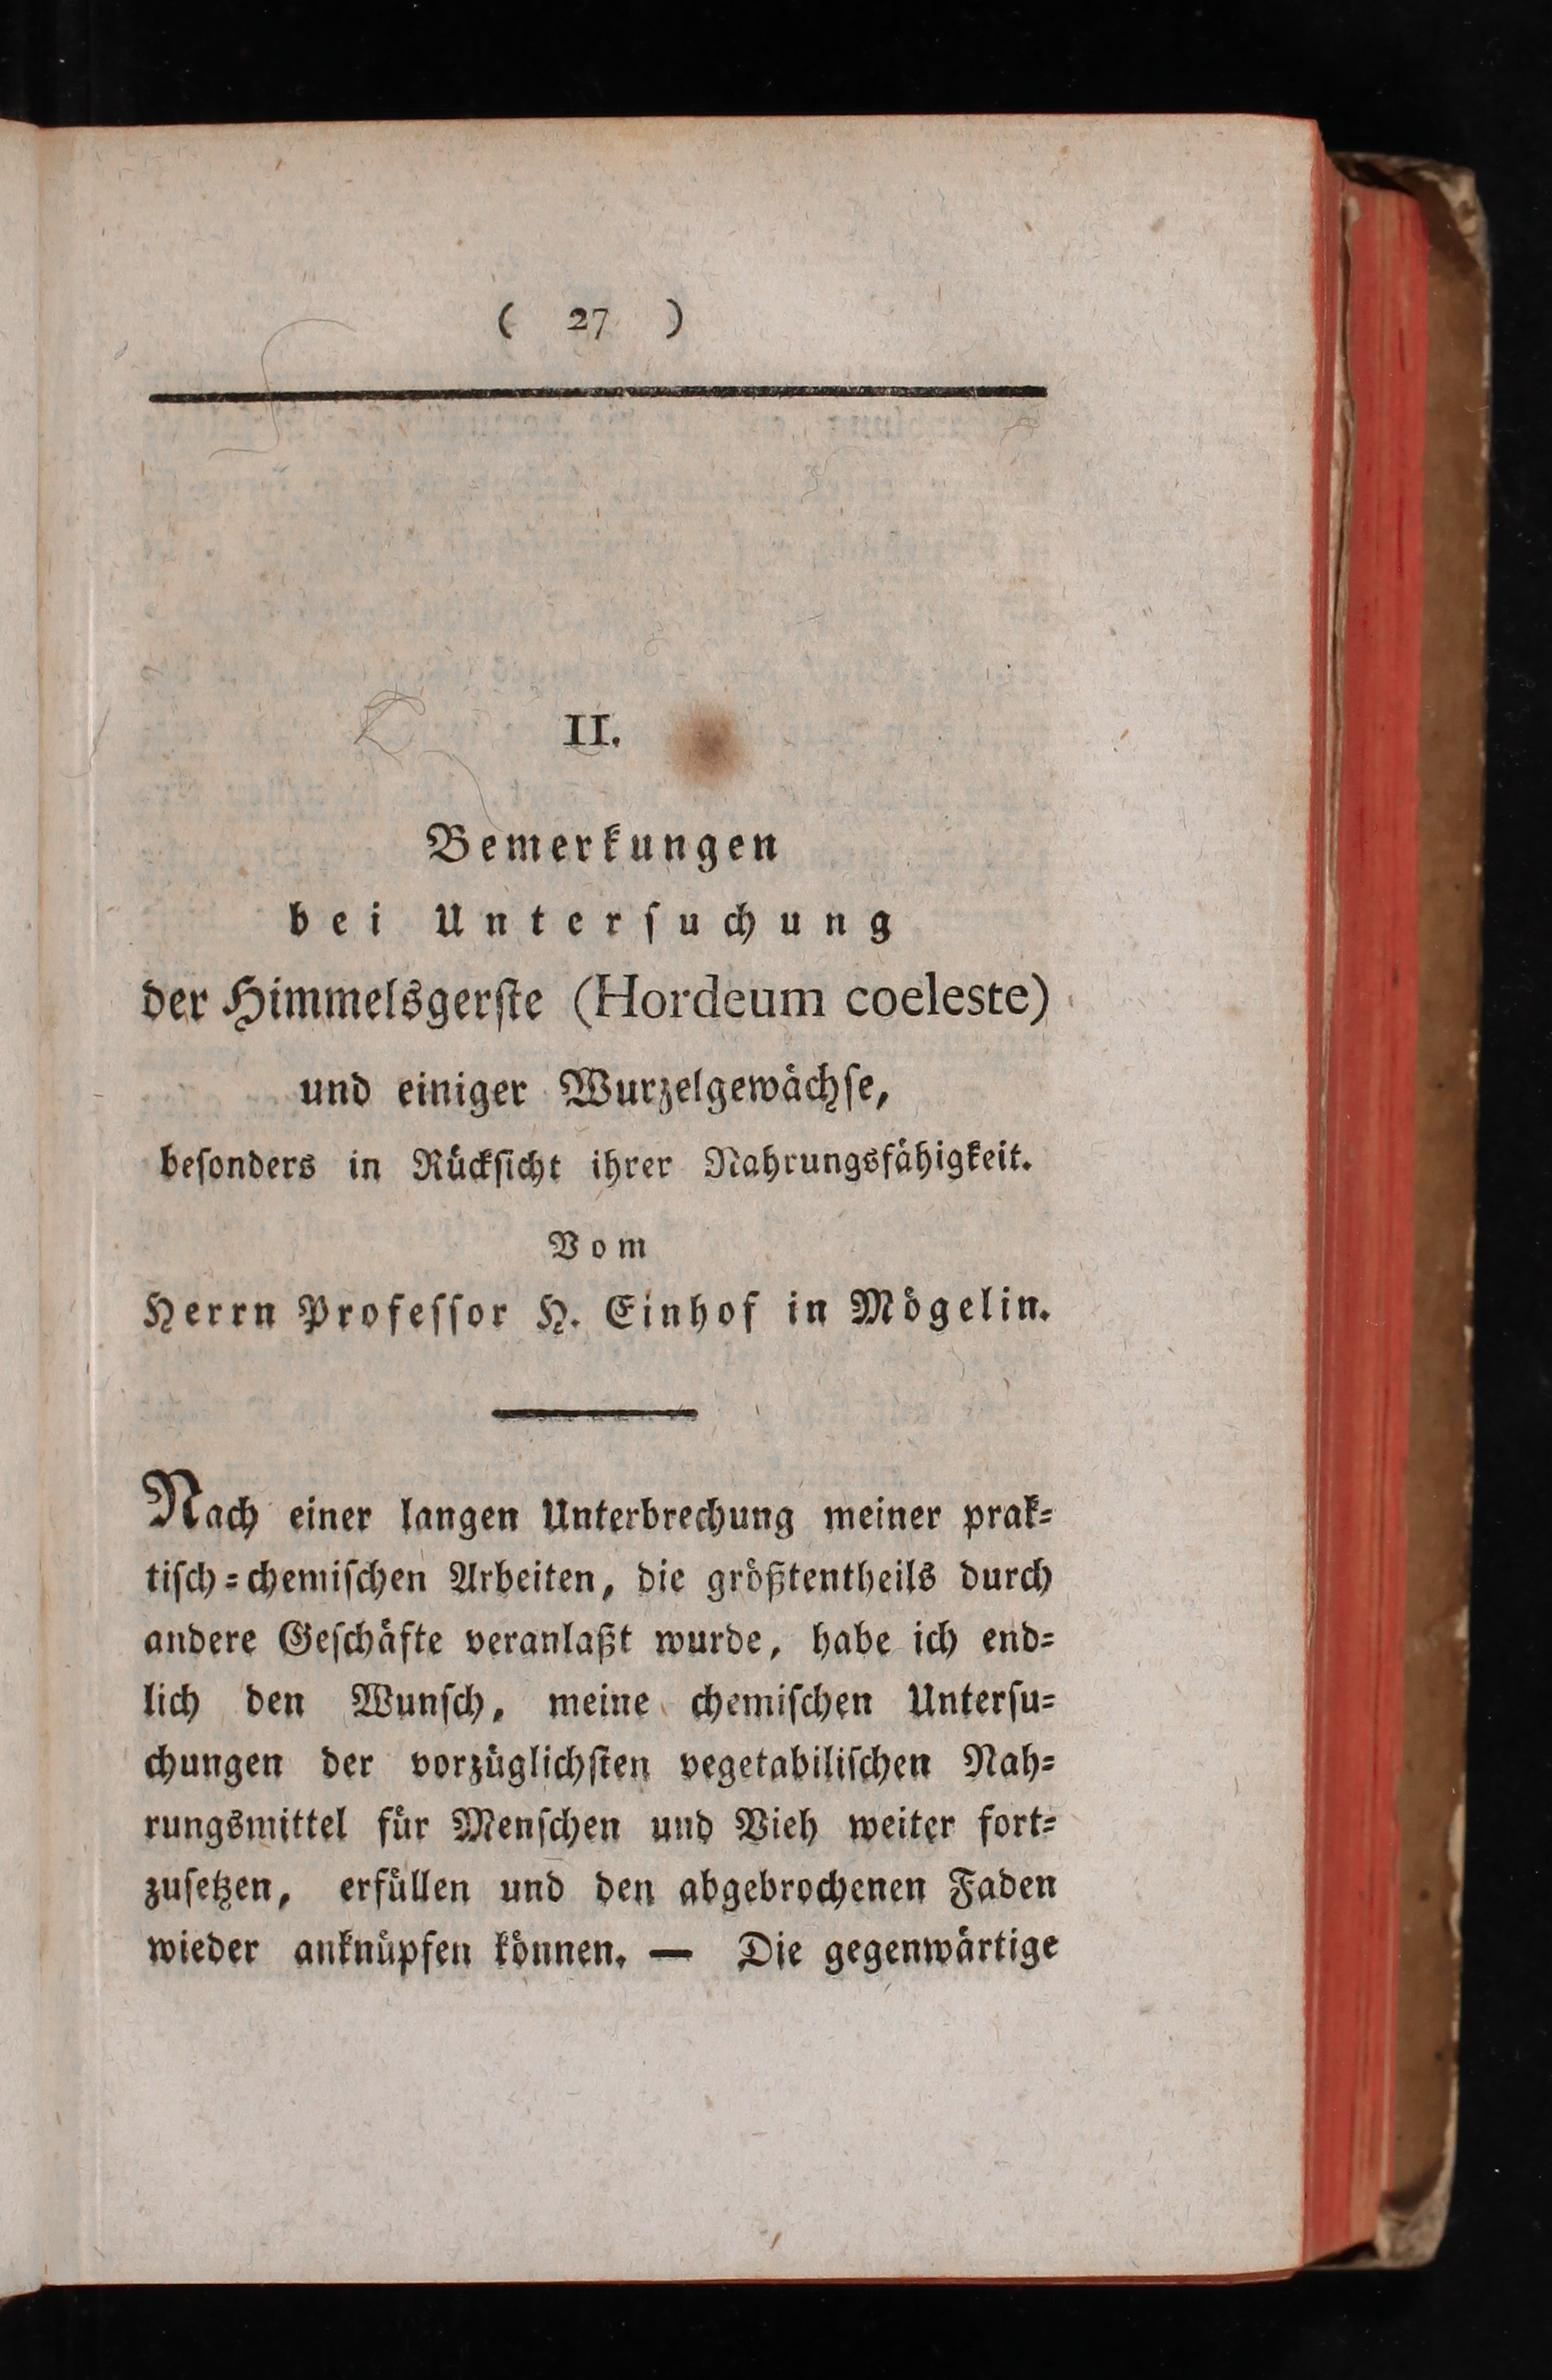 ( 27 )
II.
Bemerkungen
bei Unterſuchung
der Himmelsgerſte (Hordeum coeleste)
und einiger Wurzelgewächſe,
beſonders in Rückſicht ihrer Nahrungsfähigkeit.
Vom
Herrn Profeſſor H. Einhof in Mögelin.
Nach einer langen Unterbrechung meiner prak⸗
tiſch⸗chemiſchen Arbeiten, die größtentheils durch
andere Geſchäfte veranlaßt wurde, habe ich end⸗
lich den Wunſch, meine chemiſchen Unterſu⸗
chungen der vorzüglichſten vegetabiliſchen Nah⸗
rungsmittel für Menſchen und Vieh weiter fort⸗
zuſetzen, erfüllen und den abgebrochenen Faden
wieder anknüpfen können. — Die gegenwärtige